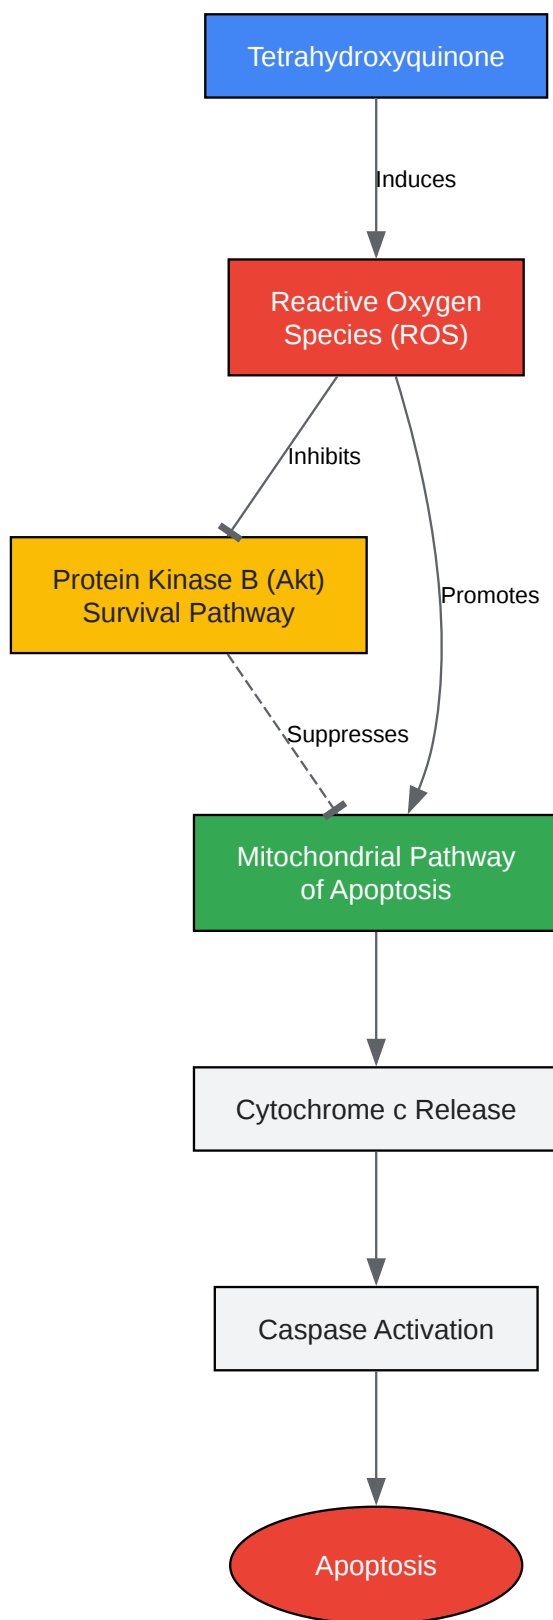 Tetrahydroxyquinone
Induces
Reactive Oxygen
Species (ROS)
Inhibits
Protein Kinase B (Akt)
Survival Pathway
Promotes
Suppresses
Mitochondrial Pathway
of Apoptosis
Cytochrome c Release
Caspase Activation
Apoptosis